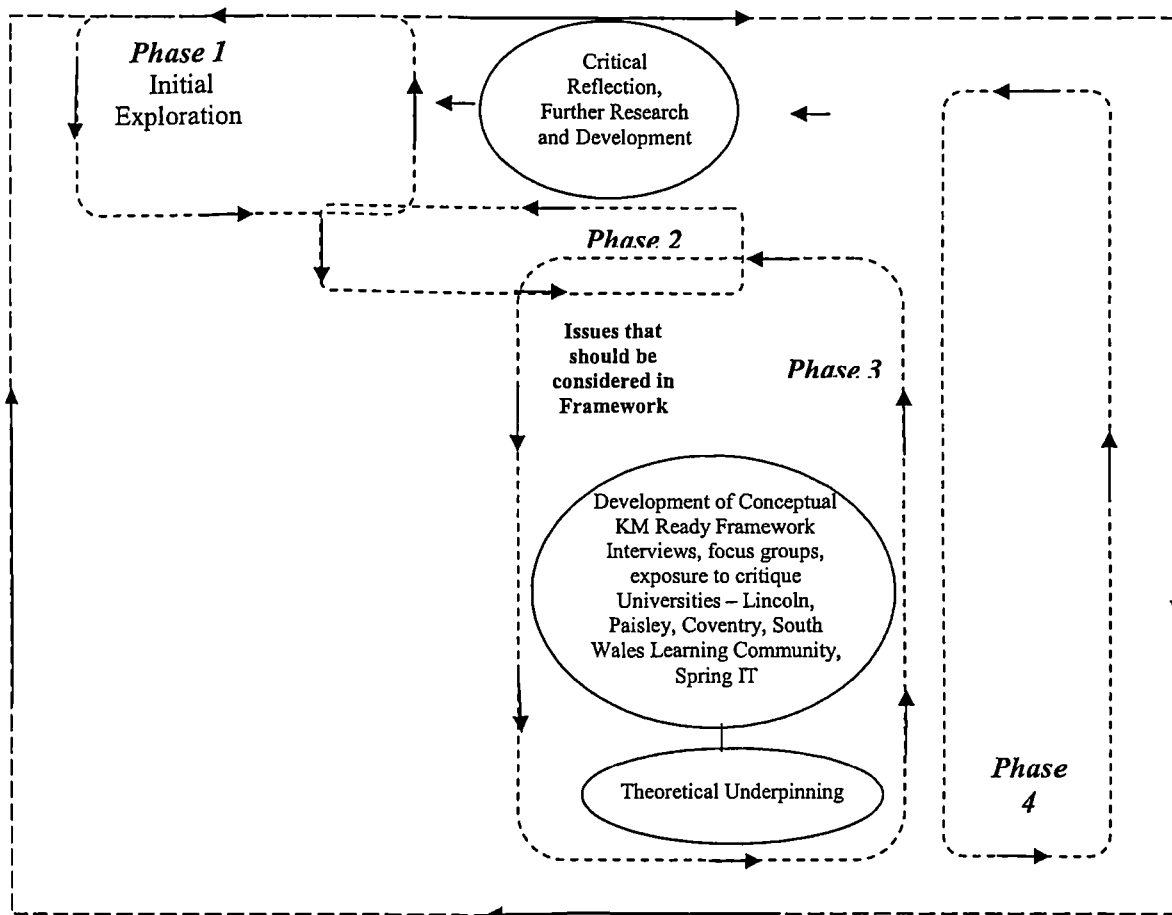 Phase 1
Initial
Exploration
Critical
Reflection,
Further Research
and Development
Phase 2
Issues that
should be
considered in
Framework
Phase 3
Development of Conceptual
KM Ready Framework
Interviews, focus groups,
exposure to critique
Universities – Lincoln,
Paisley, Coventry, South
Wales Learning Community,
Spring IT
Theoretical Underpinning
Phase
4